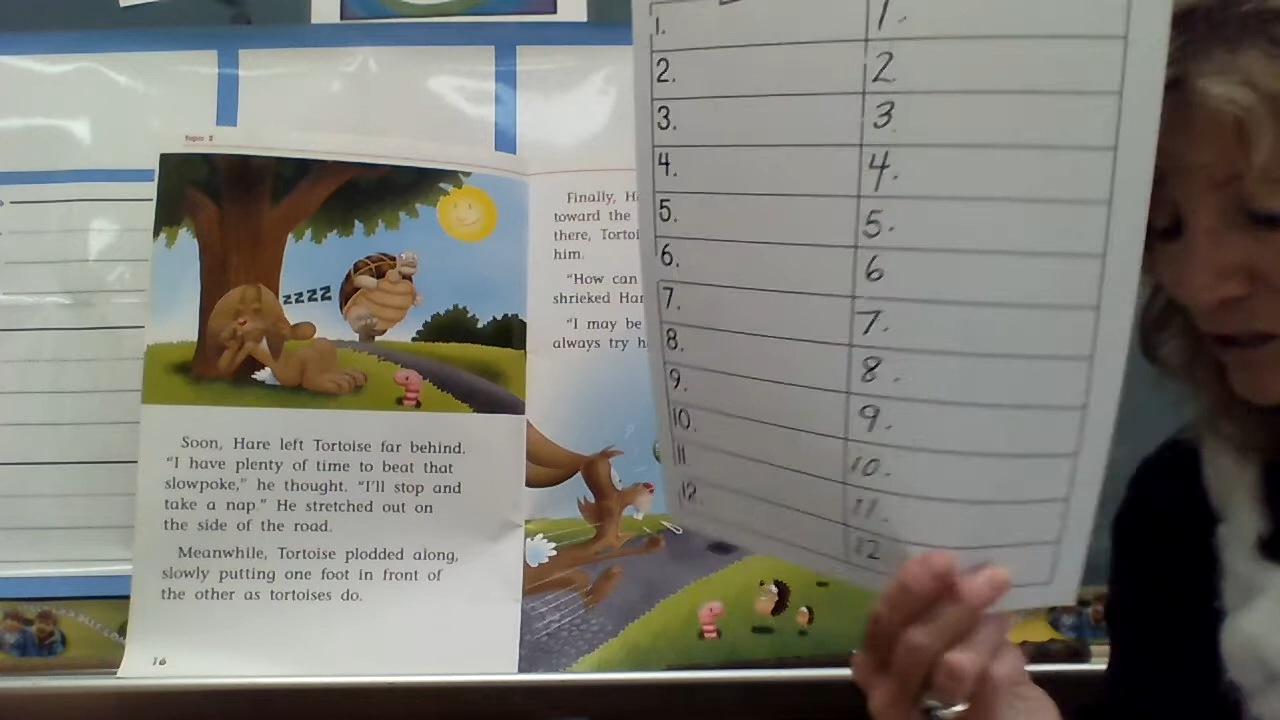 Topic 2
zzzz
Soon, Hare left Tortoise far behind.
"I have plenty of time to beat that
slowpoke," he thought. "I'll stop and
take a nap." He stretched out on
the side of the road.
Meanwhile, Tortoise plodded along,
slowly putting one foot in front of
the other as tortoises do.
16
Finally,
toward the
there,
him.
"How can
shrieked
"I may be
always try
1. 1.
2. 2.
3. 3
4. 4.
5. 5.
6. 6
7. 7.
8. 8.
9. 9.
10. 10.
11. 11.
12. 12